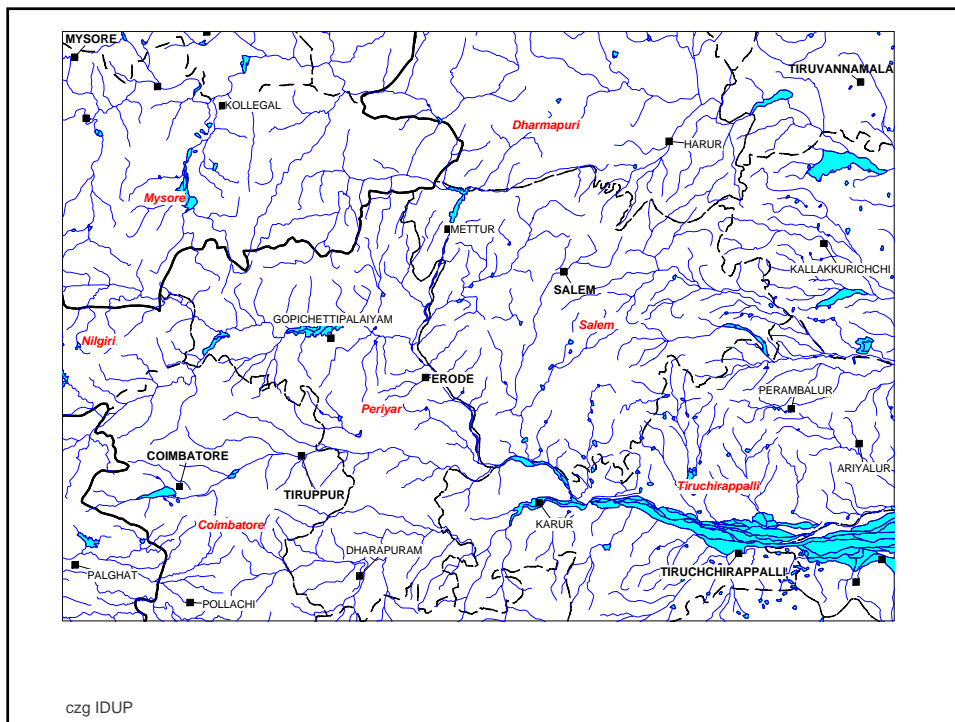 MYSORE
TIRUVANNAMALA
KOLLEGAL
Dharmapuri
HARUR
Mysore
METTUR
KALLAKKURICHCHI
SALEM
GOPICHETTIPALAIYAM
Salem
Nilgiri
ERODE
PERAMBALUR
Periyar
COIMBATORE
ARIYALUR
TIRUPPUR
Tiruchirappalli
Coimbatore
KARUR
DHARAPURAM
PALGHAT
TIRUCHCHIRAPPALLI
POLLACHI
czg IDUP